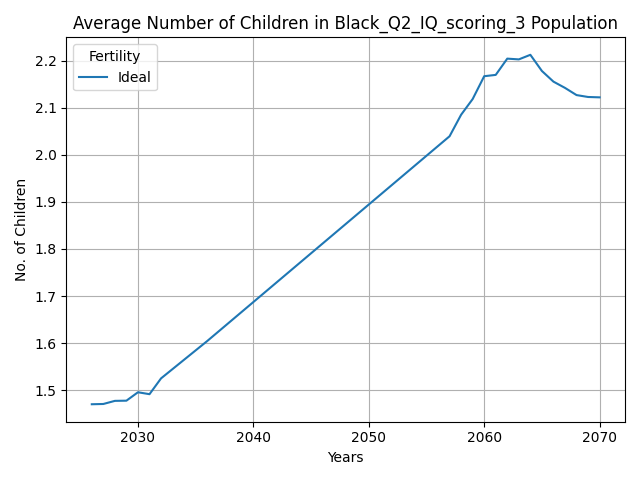 Average Number of Children in Black_Q2_IQ_scoring_3 Population
Fertility
Ideal
2.2
2.1
2.0
1.9
1.8
1.7
1.6
1.5
No. of Children
2030 2040 2050 2060 2070
Years